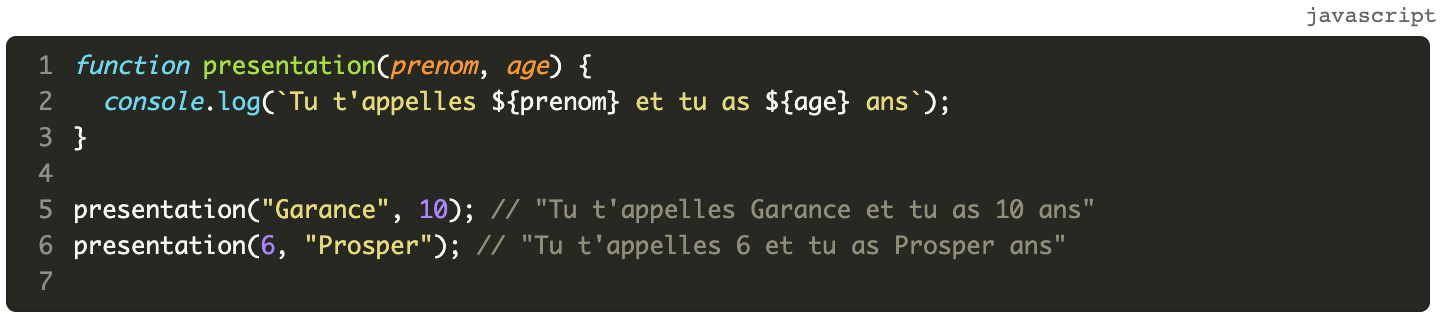 javascript
1 function presentation(prenom, age) {
2   console.log(`Tu t'appelles ${prenom} et tu as ${age} ans`);
3 }
4
5 presentation("Garance", 10); // "Tu t'appelles Garance et tu as 10 ans"
6 presentation(6, "Prosper"); // "Tu t'appelles 6 et tu as Prosper ans"
7